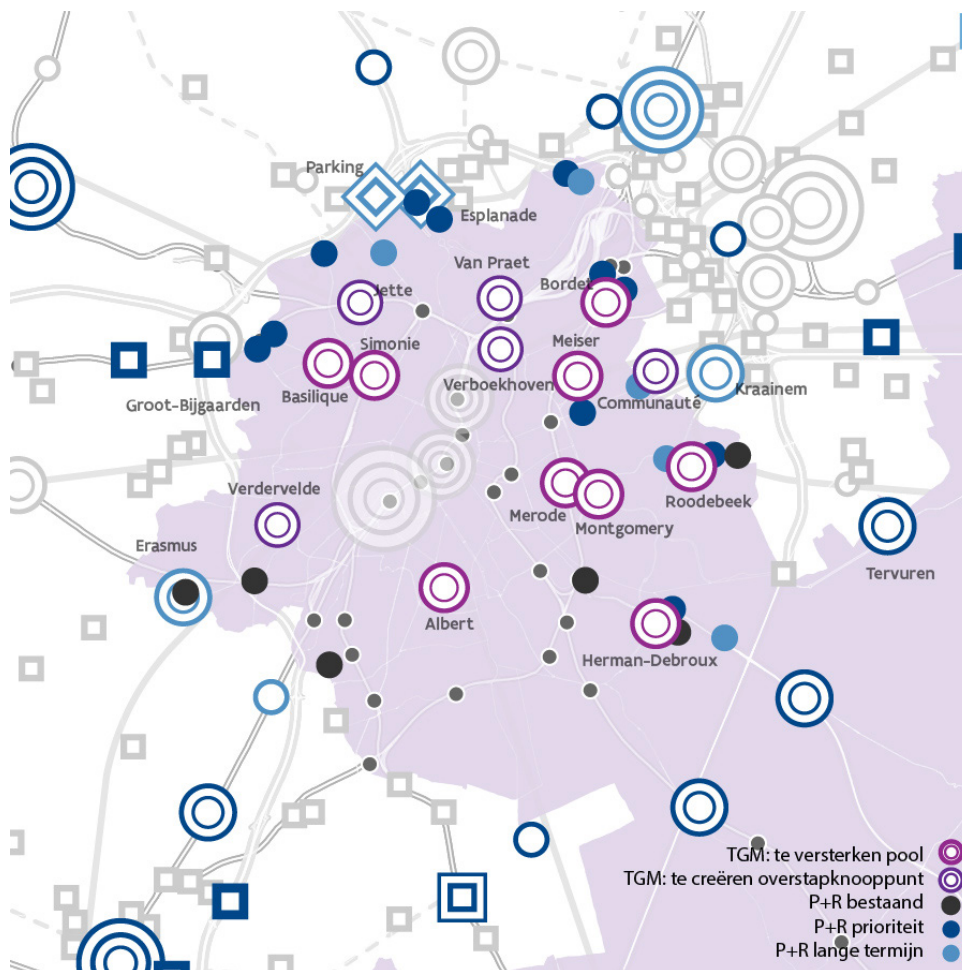 Parking
Esplanade
Van Praet
Bordet
Jette
Simonie
Meiser
Verboekhoven
Basilique
Groot-Bijgaarden
Communauté
Kraainem
Verdervelde
Merode
Montgomery
Roodebeek
Erasmus
Tervuren
Albert
Herman-Debroux
TGM: te versterken pool
TGM: te creëren overstapknooppunt
P+R bestaand
P+R prioriteit
P+R lange termijn